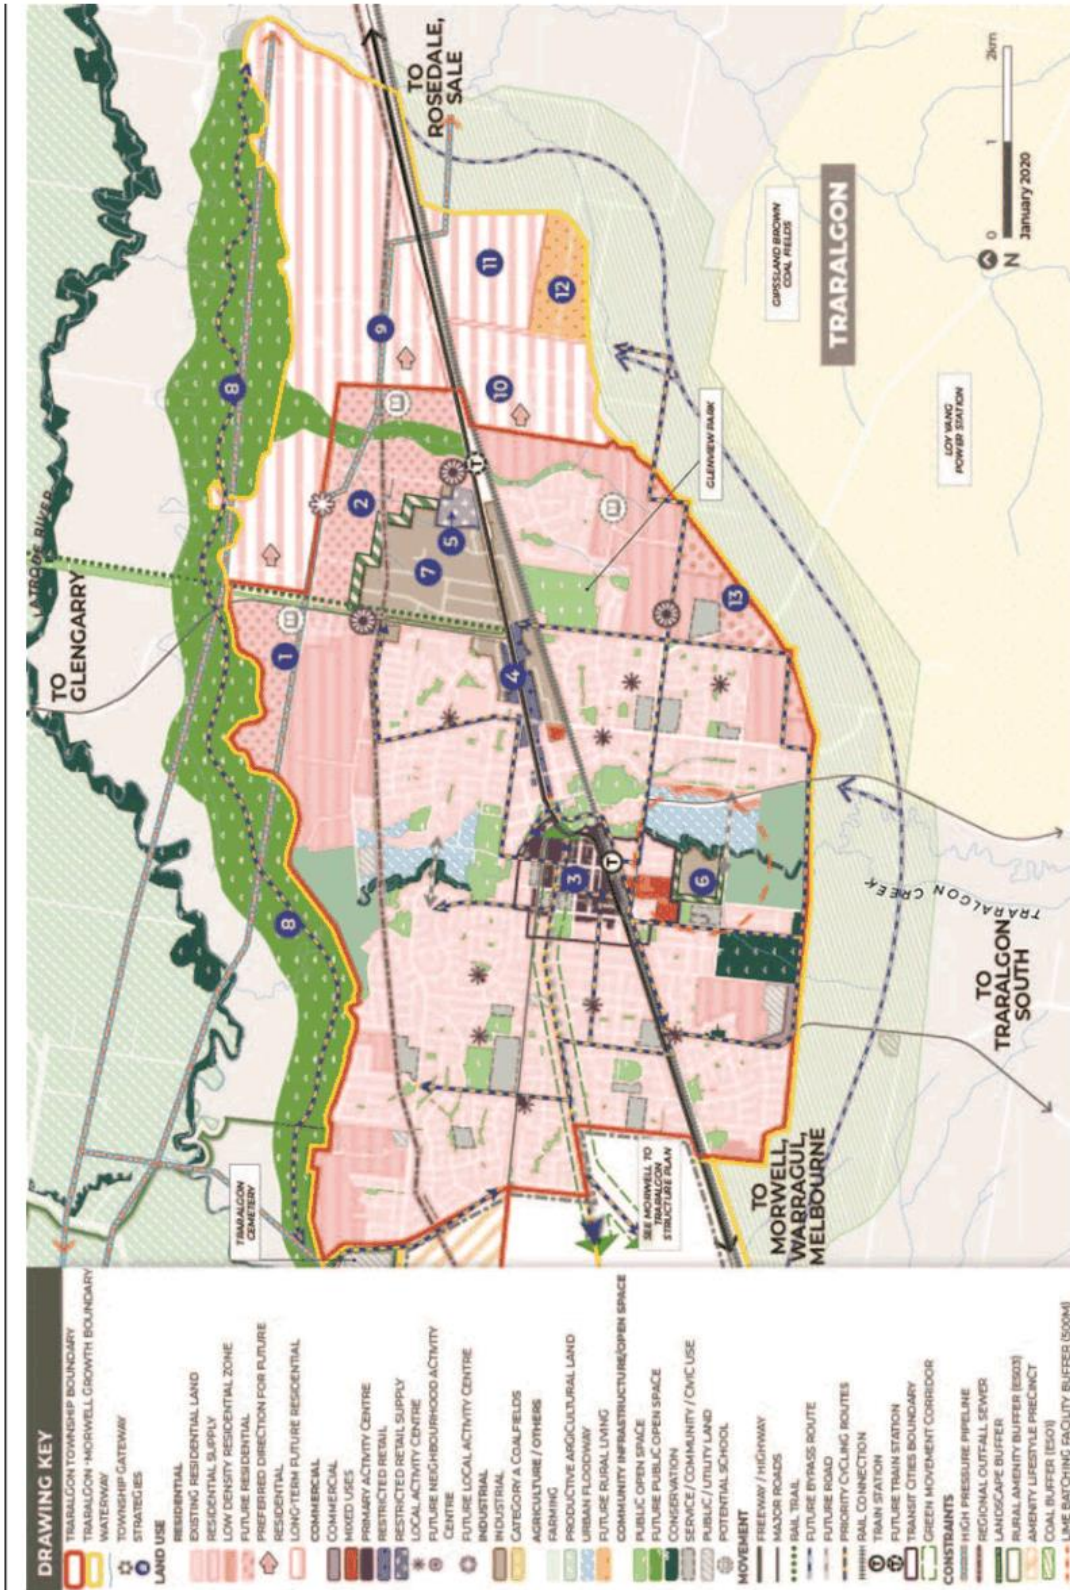 DRAWING KEY
TRARALGON TOWNSHIP BOUNDARY
TRARALGON -MORWELL GROWTH BOUNDARY
WATERWAY
TOWNSHIP GATEWAY
STRATEGIES
LAND USE
RESIDENTIAL
EXISTING RESIDENTIAL LAND
RESIDENTIAL SUPPLY
LOW DENSITY RESIDENTIAL ZONE
FUTURE RESIDENTIAL
PREFERRED DIRECTION FOR FUTURE
RESIDENTIAL
LONG-TERM FUTURE RESIDENTIAL
COMMERCIAL
COMMERCIAL
MIXED USES
PRIMARY ACTIVITY CENTRE
RESTRICTED RETAIL
RESTRICTED RETAIL SUPPLY
LOCAL ACTIVITY CENTRE
FUTURE NEIGHBOURHOOD ACTIVITY
CENTRE
FUTURE LOCAL ACTIVITY CENTRE
INDUSTRIAL
INDUSTRIAL
CATEGORY A COALFIELDS
AGRICULTURE / OTHERS
FARMING
PRODUCTIVE AGRICULTURAL LAND
URBAN FLOODWAY
FUTURE RURAL LIVING
COMMUNITY INFRASTRUCTURE/OPEN SPACE
PUBLIC OPEN SPACE
FUTURE PUBLIC OPEN SPACE
CONSERVATION
SERVICE / COMMUNITY / CIVIC USE
PUBLIC / UTILITY LAND
POTENTIAL SCHOOL
MOVEMENT
FREEWAY / HIGHWAY
MAJOR ROADS
RAIL TRAIL
FUTURE BYPASS ROUTE
FUTURE ROAD
PRIORITY CYCLING ROUTES
RAIL CONNECTION
TRAIN STATION
FUTURE TRAIN STATION
TRANSIT CITIES BOUNDARY
GREEN MOVEMENT CORRIDOR
CONSTRAINTS
HIGH PRESSURE PIPELINE
REGIONAL OUTFALL SEWER
LANDSCAPE BUFFER
RURAL AMENITY BUFFER (ESO3)
AMENITY LIFESTYLE PRECINCT
COAL BUFFER (ESO1)
LIME BATCHING FACILITY BUFFER (300M)
TO
GLENGARRY
LATROBE RIVER
TO
ROSEDALE,
SALE
8
8
9
11
10
12
1
2
5
7
4
3
6
13
T
T
TRARALGON
CEMETERY
SEE MORWELL TO
TRARALGON
STRUCTURE PLAN
TO
MORWELL,
WARRAGUL,
MELBOURNE
GLENVIEW PARK
GIPSSLAND BROWN
COAL FIELDS
TRARALGON
LOY YANG
POWER STATION
TRARALGON CREEK
TO
TRARALGON
SOUTH
N
0
1
2km
January 2020